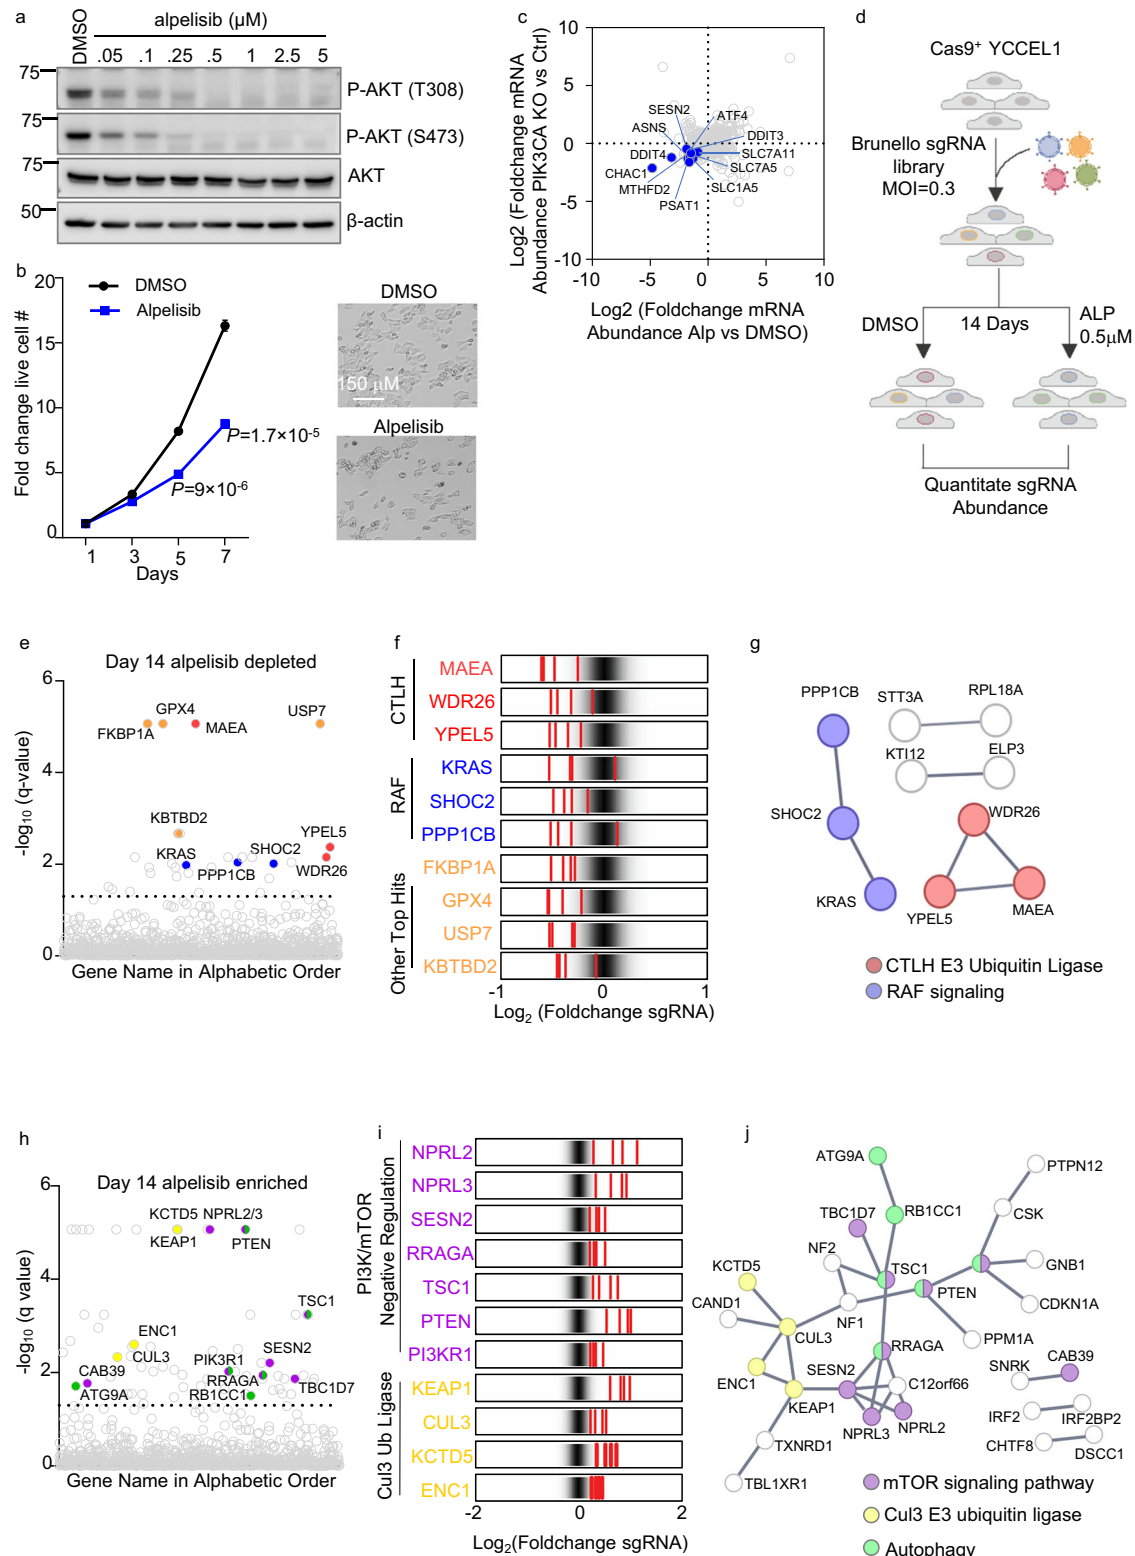 a
DMSO
alpelisib (µM)
.05 .1 .25 .5 1 2.5 5
75
P-AKT (T308)
75
P-AKT (S473)
75
AKT
50
β-actin
b
Fold change live cell #
20
15
10
5
0
DMSO
Alpelisib
P=1.7×10-5
P=9×10-6
1 3 5 7
Days
DMSO
150 µM
Alpelisib
c
Log2 (Foldchange mRNA
Abundance PIK3CA KO vs Ctrl)
10
5
0
-5
-10
SESN2
ATF4
ASNS
DDIT3
DDIT4
SLC7A11
CHAC1
SLC7A5
MTHFD2
SLC1A5
PSAT1
-10 -5 0 5 10
Log2 (Foldchange mRNA
Abundance Alp vs DMSO)
d
Cas9+ YCCEL1
Brunello sgRNA
library
MOI=0.3
DMSO
14 Days
ALP
0.5µM
Quantitate sgRNA
Abundance
e
Day 14 alpelisib depleted
-log10 (q-value)
6
4
2
0
GPX4
USP7
FKBP1A
MAEA
KBTBD2
YPEL5
KRAS
SHOC2
PPP1CB
WDR26
Gene Name in Alphabetic Order
f
CTLH
MAEA
WDR26
YPEL5
RAF
KRAS
SHOC2
PPP1CB
Other Top Hits
FKBP1A
GPX4
USP7
KBTBD2
-1 0 1
Log2 (Foldchange sgRNA)
g
PPP1CB
STT3A
RPL18A
KTI12
ELP3
SHOC2
WDR26
KRAS
YPEL5
MAEA
CTLH E3 Ubiquitin Ligase
RAF signaling
h
Day 14 alpelisib enriched
-log10 (q value)
6
4
2
0
KCTD5
NPRL2/3
KEAP1
PTEN
TSC1
ENC1
CUL3
SESN2
PIK3R1
CAB39
RRAGA
TBC1D7
ATG9A
RB1CC1
Gene Name in Alphabetic Order
i
PI3K/mTOR
Negative Regulation
NPRL2
NPRL3
SESN2
RRAGA
TSC1
PTEN
PI3KR1
Cul3 Ub Ligase
KEAP1
CUL3
KCTD5
ENC1
-2 0 2
Log2(Foldchange sgRNA)
j
ATG9A
PTPN12
TBC1D7
RB1CC1
CSK
NF2
KCTD5
TSC1
GNB1
PTEN
CAND1
NF1
CDKN1A
CUL3
PPM1A
RRAGA
SESN2
CAB39
SNRK
ENC1
C12orf66
KEAP1
IRF2
IRF2BP2
NPRL3
NPRL2
TXNRD1
CHTF8
DSCC1
TBL1XR1
mTOR signaling pathway
Cul3 E3 ubiquitin ligase
Autophagy